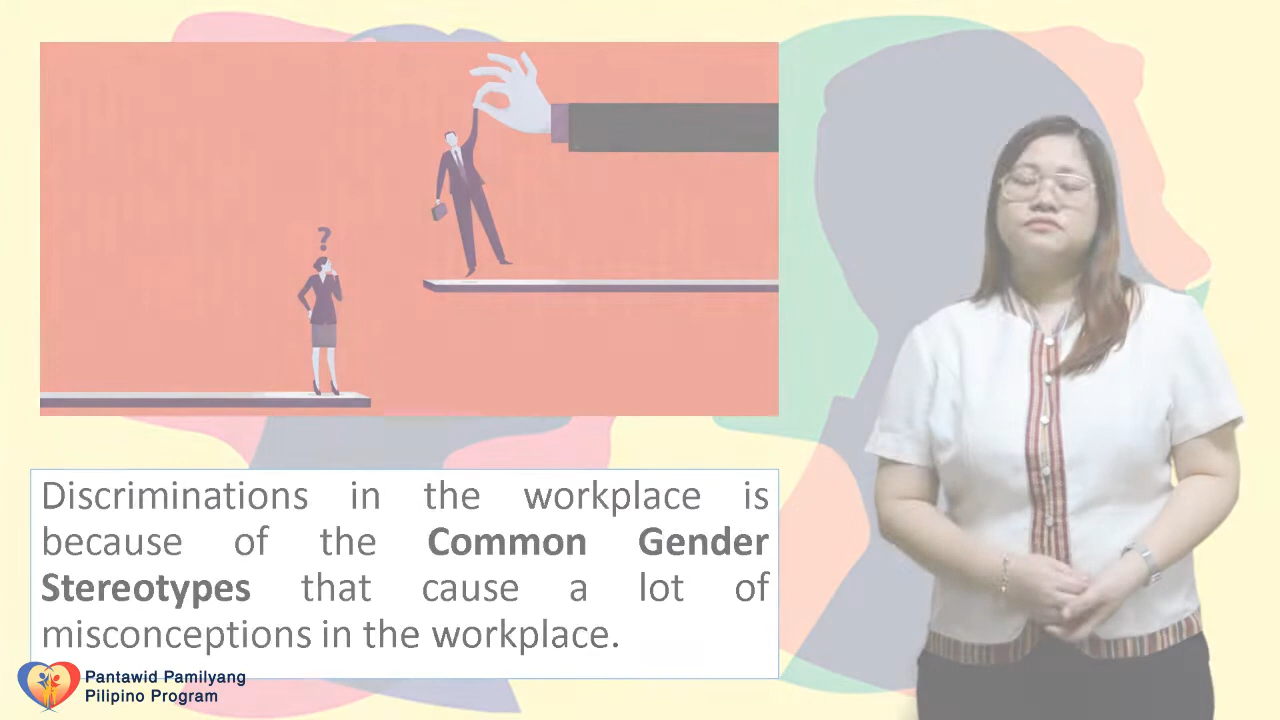 ?
Discriminations in the workplace is
because of the Common Gender
Stereotypes that cause a lot of
misconceptions in the workplace.
Pantawid Pamilyang
Pilipino Program